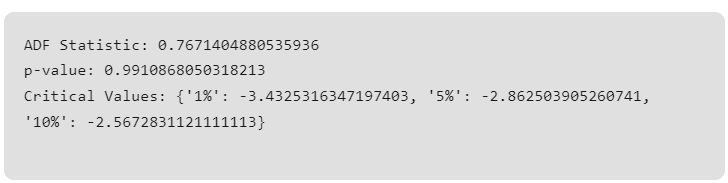 ADF Statistic: 0.7671404880535936
p-value: 0.9910868050318213
Critical Values: {'1%': -3.4325316347197403, '5%': -2.862503905260741,
'10%': -2.5672831121111113}